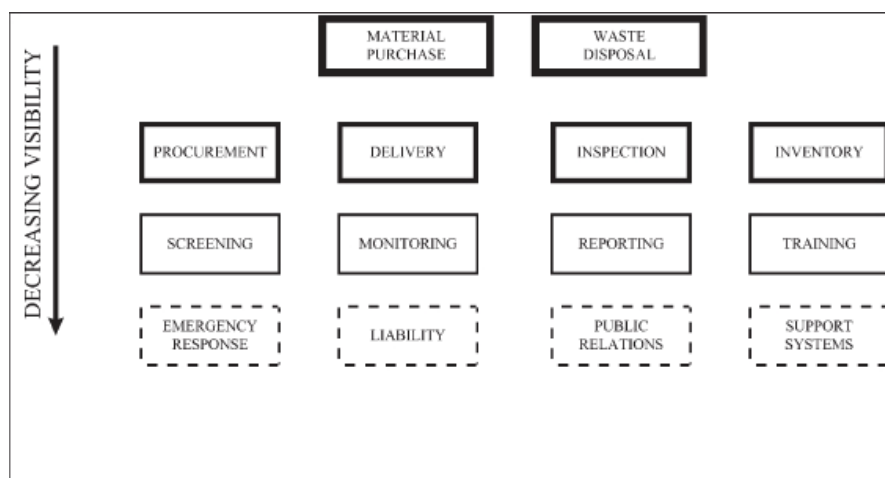 DECREASING VISIBILITY
MATERIAL
PURCHASE
WASTE
DISPOSAL
PROCUREMENT
DELIVERY
INSPECTION
INVENTORY
SCREENING
MONITORING
REPORTING
TRAINING
EMERGENCY
RESPONSE
LIABILITY
PUBLIC
RELATIONS
SUPPORT
SYSTEMS